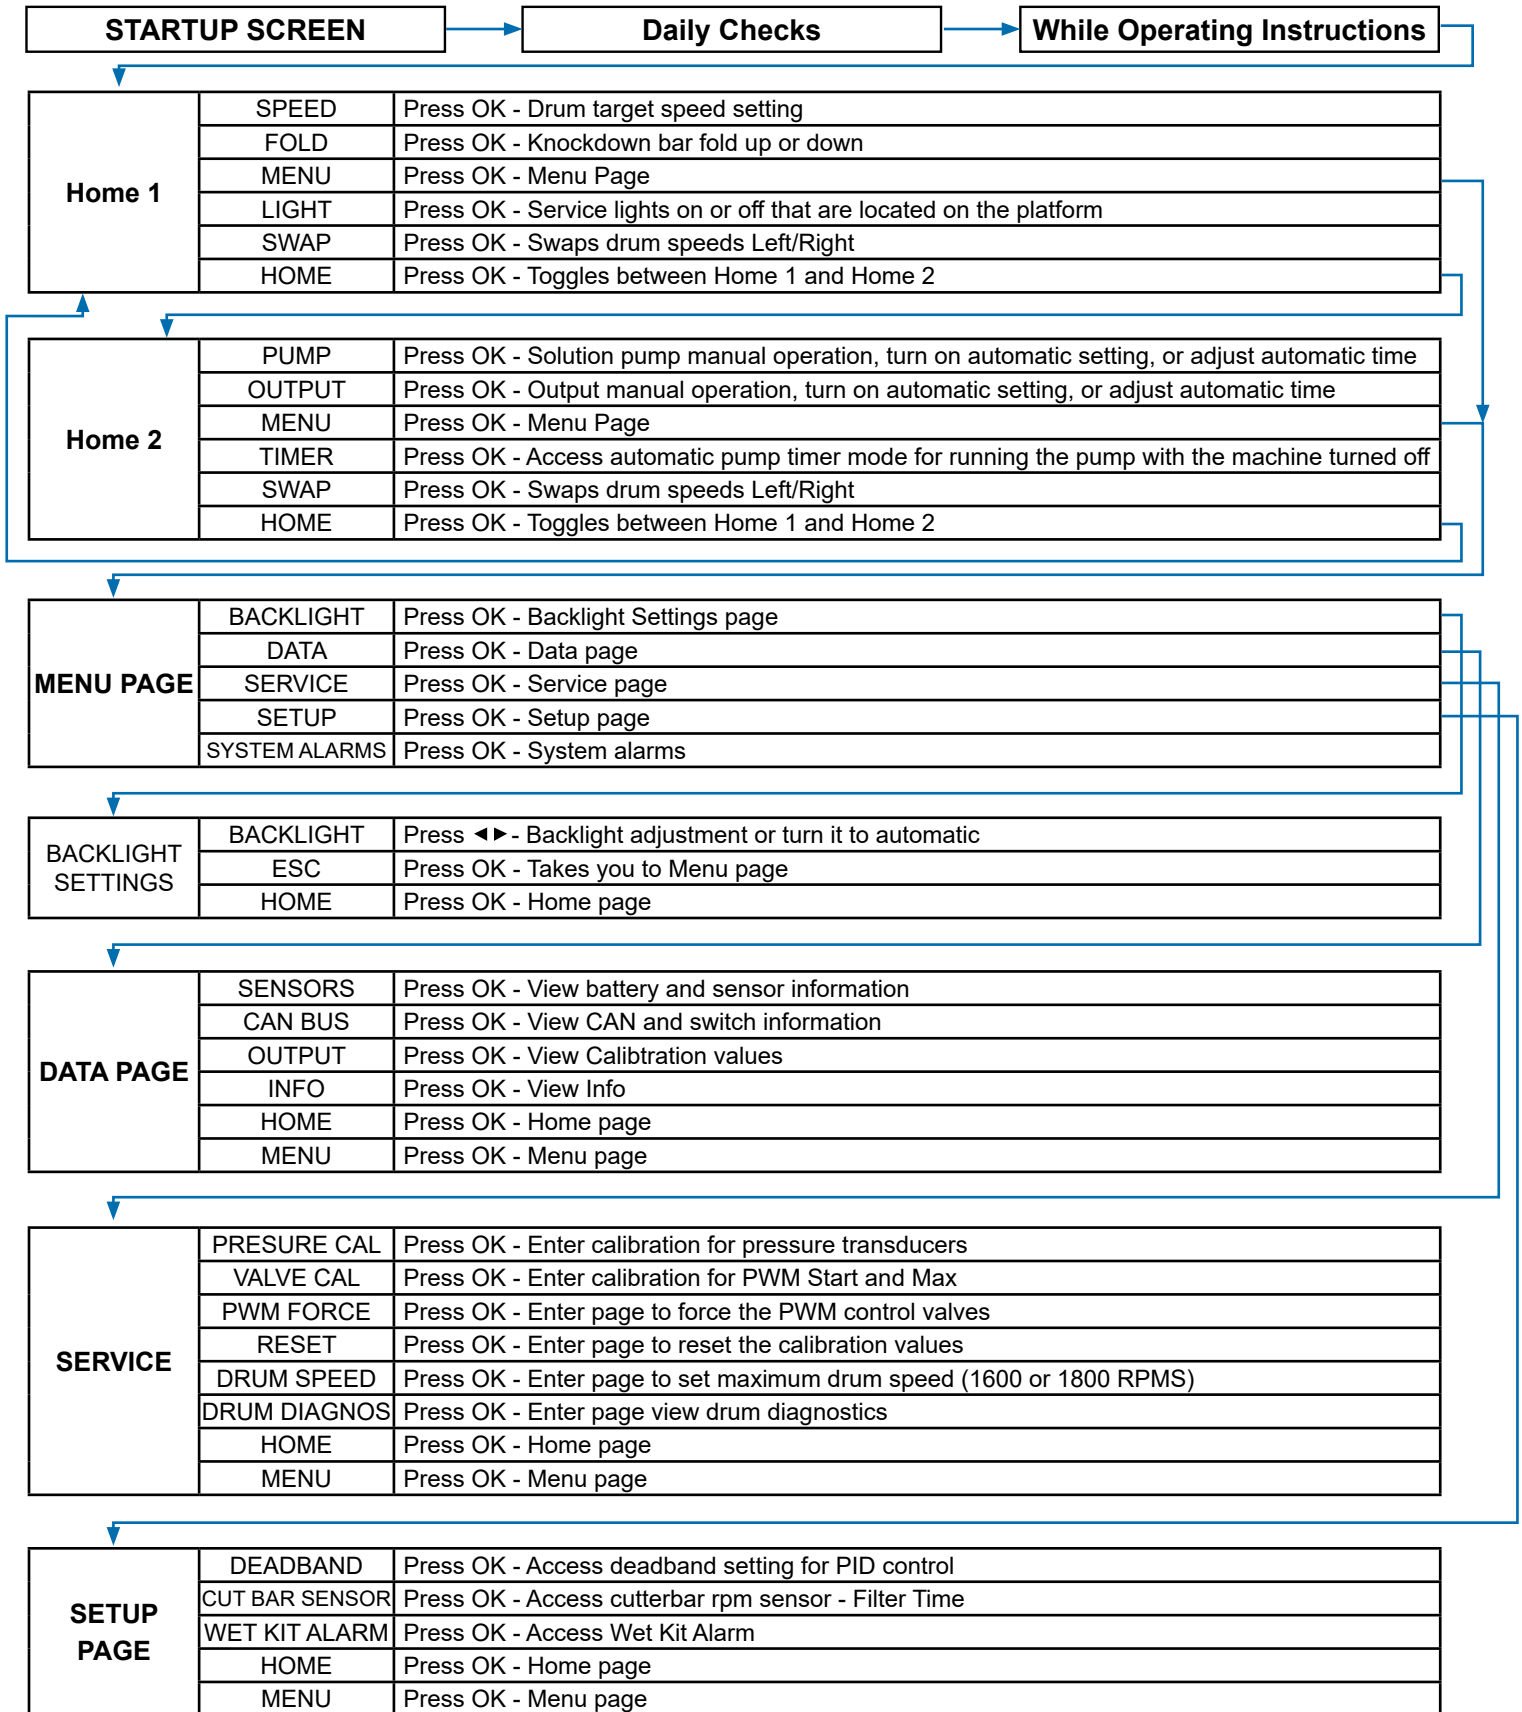 STARTUP SCREEN Daily Checks While Operating Instructions
Home 1
SPEED Press OK - Drum target speed setting
FOLD Press OK - Knockdown bar fold up or down
MENU Press OK - Menu Page
LIGHT Press OK - Service lights on or off that are located on the platform
SWAP Press OK - Swaps drum speeds Left/Right
HOME Press OK - Toggles between Home 1 and Home 2
Home 2
PUMP Press OK - Solution pump manual operation, turn on automatic setting, or adjust automatic time
OUTPUT Press OK - Output manual operation, turn on automatic setting, or adjust automatic time
MENU Press OK - Menu Page
TIMER Press OK - Access automatic pump timer mode for running the pump with the machine turned off
SWAP Press OK - Swaps drum speeds Left/Right
HOME Press OK - Toggles between Home 1 and Home 2
MENU PAGE
BACKLIGHT Press OK - Backlight Settings page
DATA Press OK - Data page
SERVICE Press OK - Service page
SETUP Press OK - Setup page
SYSTEM ALARMS Press OK - System alarms
BACKLIGHT
SETTINGS
BACKLIGHT Press ◄►- Backlight adjustment or turn it to automatic
ESC Press OK - Takes you to Menu page
HOME Press OK - Home page
DATA PAGE
SENSORS Press OK - View battery and sensor information
CAN BUS Press OK - View CAN and switch information
OUTPUT Press OK - View Calibtration values
INFO Press OK - View Info
HOME Press OK - Home page
MENU Press OK - Menu page
SERVICE
PRESURE CAL Press OK - Enter calibration for pressure transducers
VALVE CAL Press OK - Enter calibration for PWM Start and Max
PWM FORCE Press OK - Enter page to force the PWM control valves
RESET Press OK - Enter page to reset the calibration values
DRUM SPEED Press OK - Enter page to set maximum drum speed (1600 or 1800 RPMS)
DRUM DIAGNOS Press OK - Enter page view drum diagnostics
HOME Press OK - Home page
MENU Press OK - Menu page
SETUP
PAGE
DEADBAND Press OK - Access deadband setting for PID control
CUT BAR SENSOR Press OK - Access cutterbar rpm sensor - Filter Time
WET KIT ALARM Press OK - Access Wet Kit Alarm
HOME Press OK - Home page
MENU Press OK - Menu page